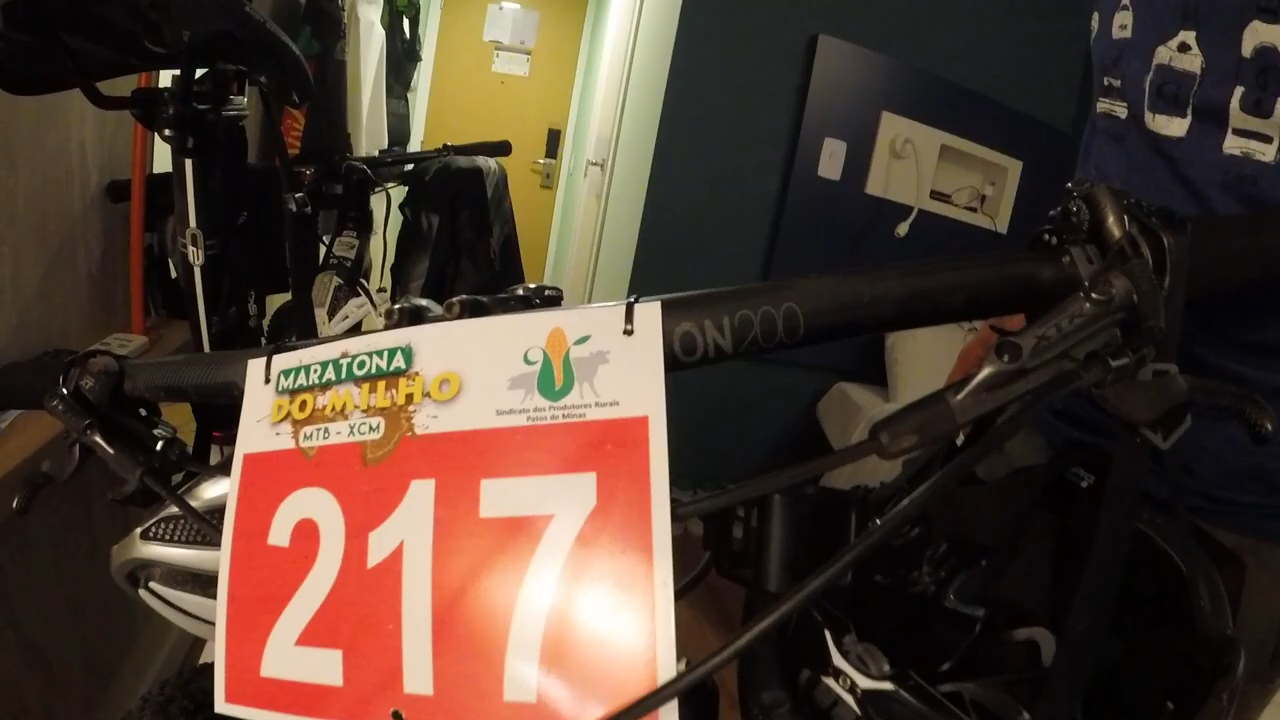 MARATONA
DO MILHO
MTB - XCM
Sindicato dos Produtores Rurais
Patos de Minas
217
ON200